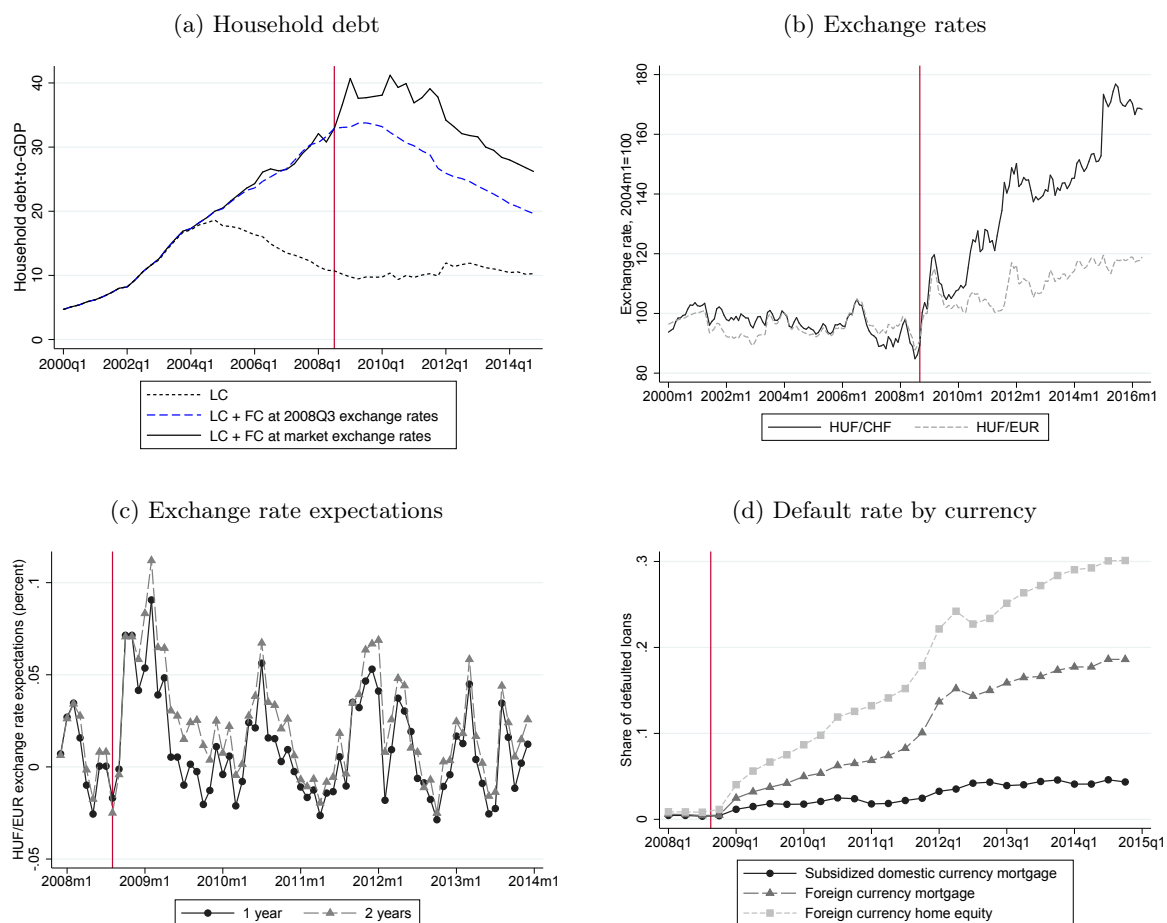 (a) Household debt
Household debt-to-GDP
40
30
20
10
0
2000q1 2002q1 2004q1 2006q1 2008q1 2010q1 2012q1 2014q1
LC
LC + FC at 2008Q3 exchange rates
LC + FC at market exchange rates
(b) Exchange rates
Exchange rate, 2004m1=100
180
160
140
120
100
80
2000m1 2002m1 2004m1 2006m1 2008m1 2010m1 2012m1 2014m1 2016m1
HUF/CHF HUF/EUR
(c) Exchange rate expectations
HUF/EUR exchange rate expectations (percent)
.1
.05
0
-.05
2008m1 2009m1 2010m1 2011m1 2012m1 2013m1 2014m1
1 year 2 years
(d) Default rate by currency
Share of defaulted loans
.3
.2
.1
0
2008q1 2009q1 2010q1 2011q1 2012q1 2013q1 2014q1 2015q1
Subsidized domestic currency mortgage
Foreign currency mortgage
Foreign currency home equity